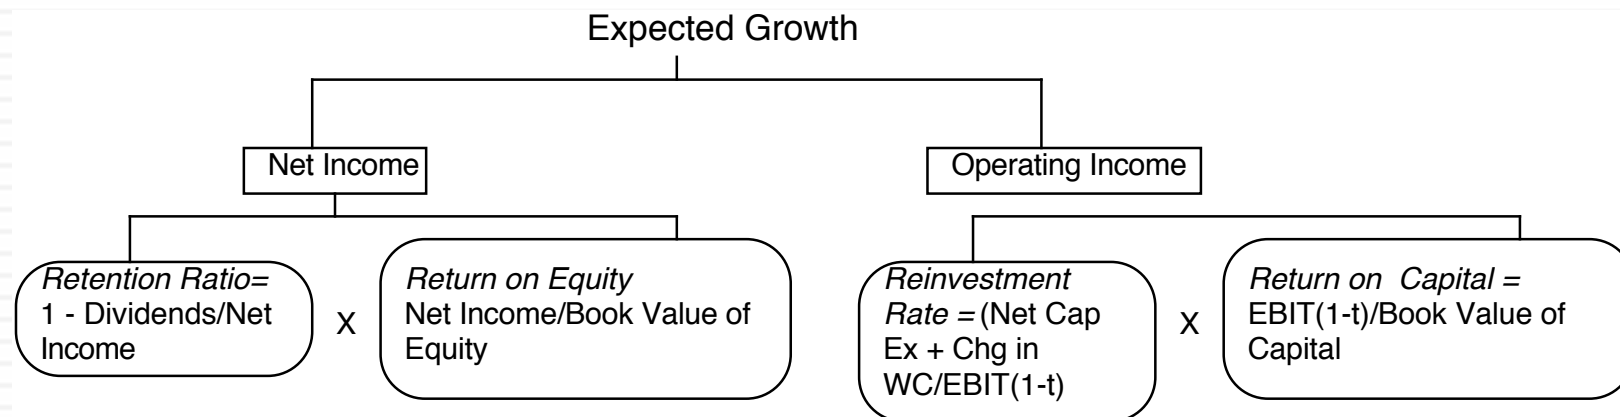 Expected Growth
Net Income
Operating Income
Retention Ratio=
1 - Dividends/Net
Income
X
Return on Equity
Net Income/Book Value of
Equity
Reinvestment
Rate = (Net Cap
Ex + Chg in
WC/EBIT(1-t)
X
Return on Capital =
EBIT(1-t)/Book Value of
Capital